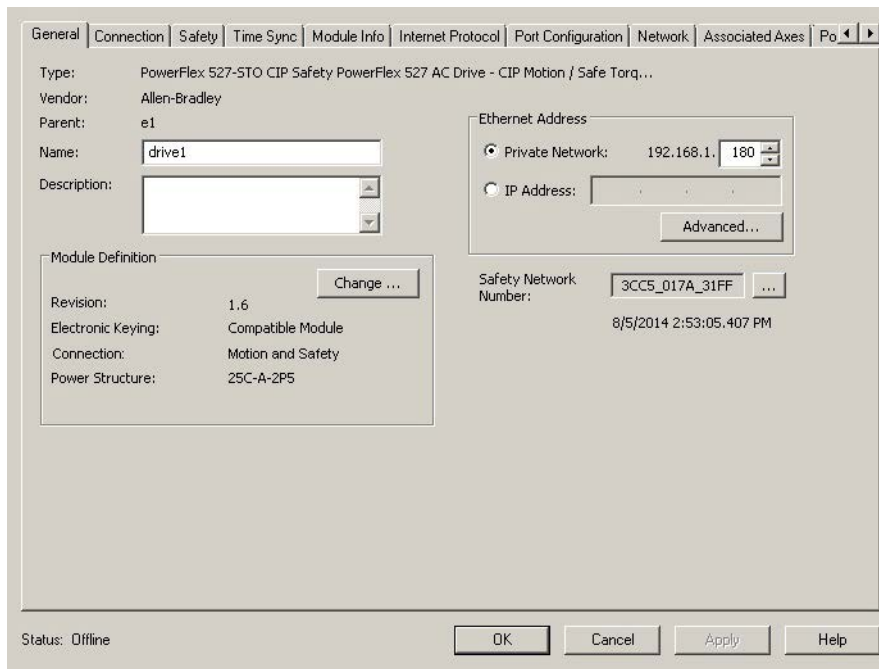 General Connection Safety Time Sync Module Info Internet Protocol Port Configuration Network Associated Axes Po
Type: PowerFlex 527-STO CIP Safety PowerFlex 527 AC Drive - CIP Motion / Safe Torq...
Vendor: Allen-Bradley
Parent: e1
Name: drive1
Description:
Ethernet Address
Private Network: 192.168.1. 180
IP Address: . . .
Advanced...
Module Definition
Change ...
Revision: 1.6
Electronic Keying: Compatible Module
Connection: Motion and Safety
Power Structure: 25C-A-2P5
Safety Network
Number: 3CC5_017A_31FF ...
8/5/2014 2:53:05.407 PM
Status: Offline
OK Cancel Apply Help